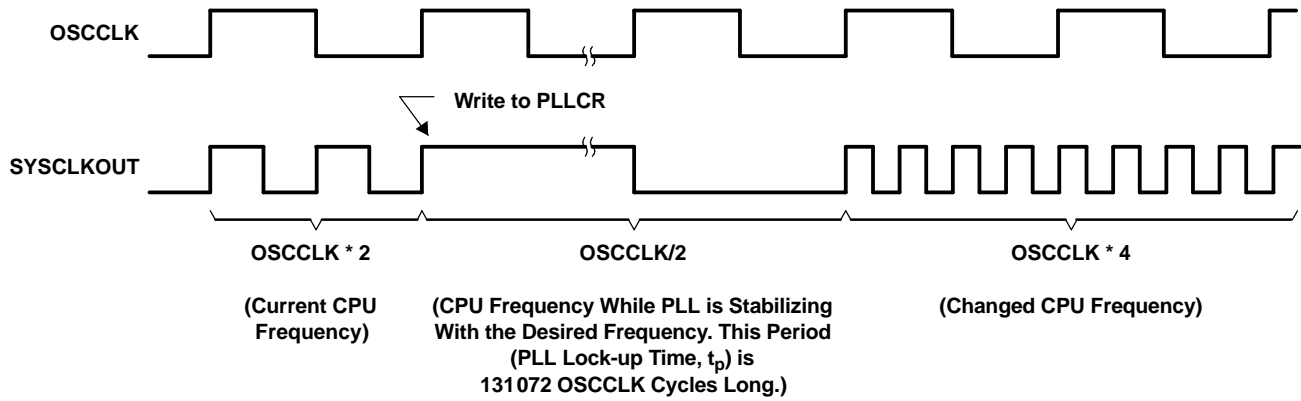 OSCCLK
Write to PLLCR
SYSCLKOUT
OSCCLK * 2
OSCCLK/2
OSCCLK * 4
(Current CPU
Frequency)
(CPU Frequency While PLL is Stabilizing
With the Desired Frequency. This Period
(PLL Lock-up Time, tp) is
131072 OSCCLK Cycles Long.)
(Changed CPU Frequency)